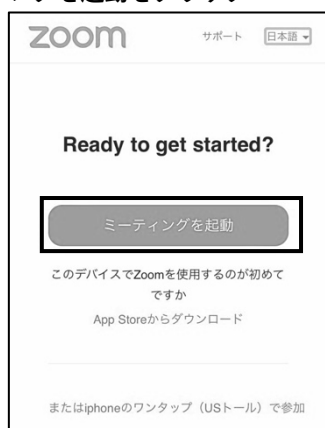 zoom
サポート
日本語
Ready to get started?
ミーティングを起動
このデバイスでZoomを使用するのが初めて
ですか
App Storeからダウンロード
またはiphoneのワンタップ（USトール）で参加